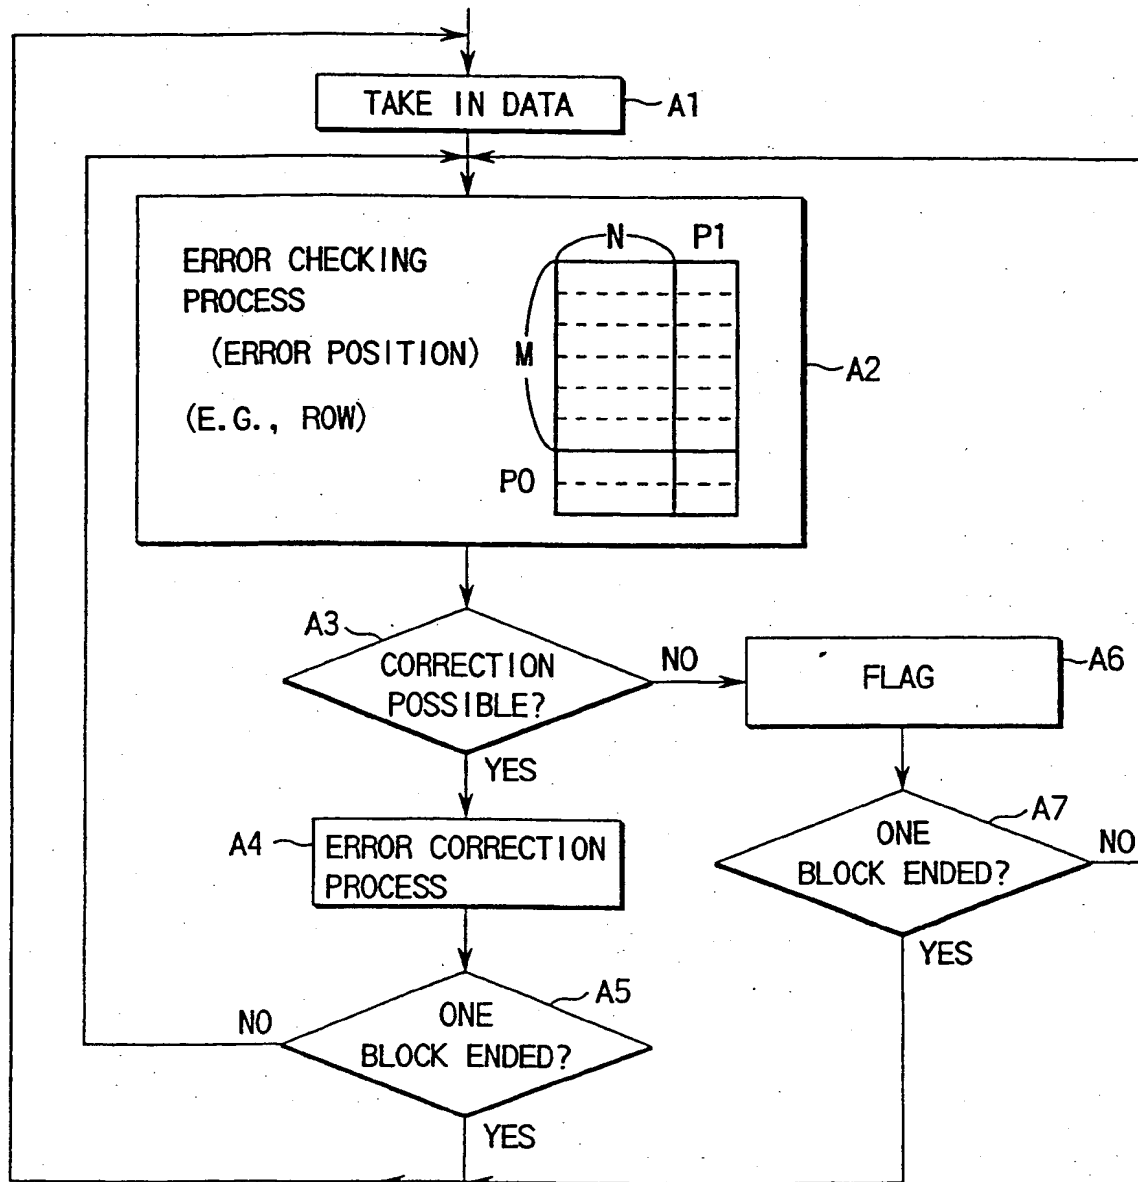 TAKE IN DATA
A1
ERROR CHECKING
PROCESS
(ERROR POSITION)
(E.G., ROW)
N
P1
M
PO
A2
A3
CORRECTION
POSSIBLE?
NO
YES
FLAG
A6
A4
ERROR CORRECTION
PROCESS
A7
ONE
BLOCK ENDED?
NO
YES
A5
ONE
BLOCK ENDED?
NO
YES